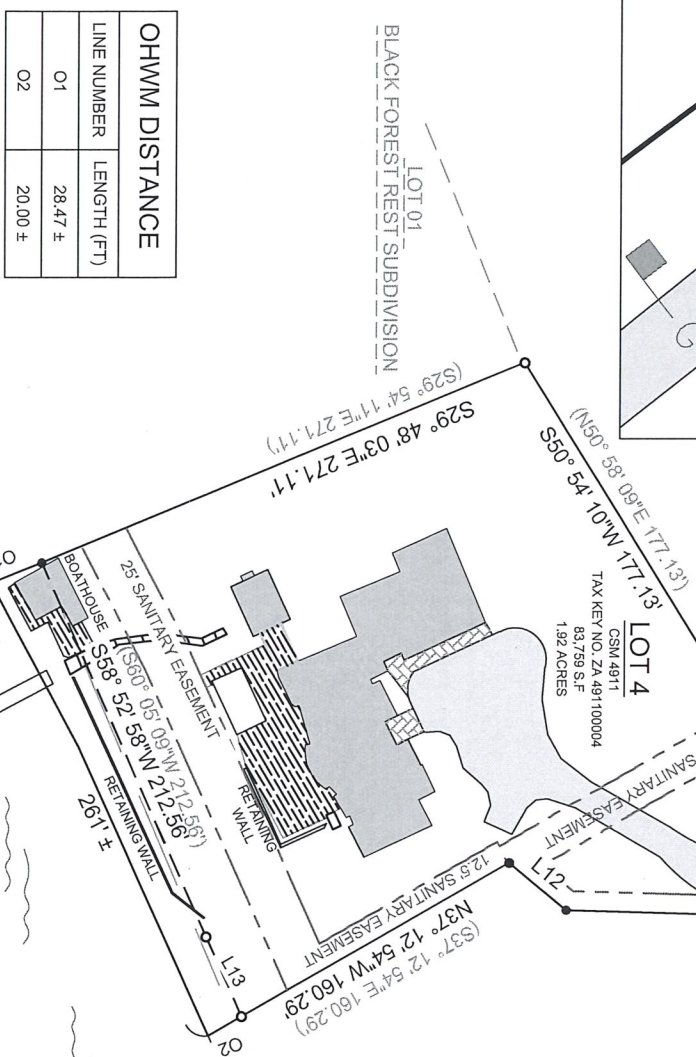 OHWM DISTANCE
LINE NUMBER LENGTH (FT)
O1 28.47 ±
O2 20.00 ±
LOT 01
BLACK FOREST REST SUBDIVISION
(S29° 54' 11"E 271.11')
S29° 48' 03"E 271.11'
(N50° 58' 09"E 177.13')
S50° 54' 10"W 177.13'
LOT 4
CSM 4911
TAX KEY NO. ZA 491100004
83,759 S.F
1.92 ACRES
SANITARY EASEMENT
L12
12.5' SANITARY EASEMENT
N37° 12' 54"W 160.29'
(S37° 12' 54"E 160.29')
25' SANITARY EASEMENT
RETAINING
WALL
BOATHOUSE
(S60° 05' 09"W 212.56')
S58° 52' 58"W 212.56'
RETAINING WALL
261' ±
L13
O2